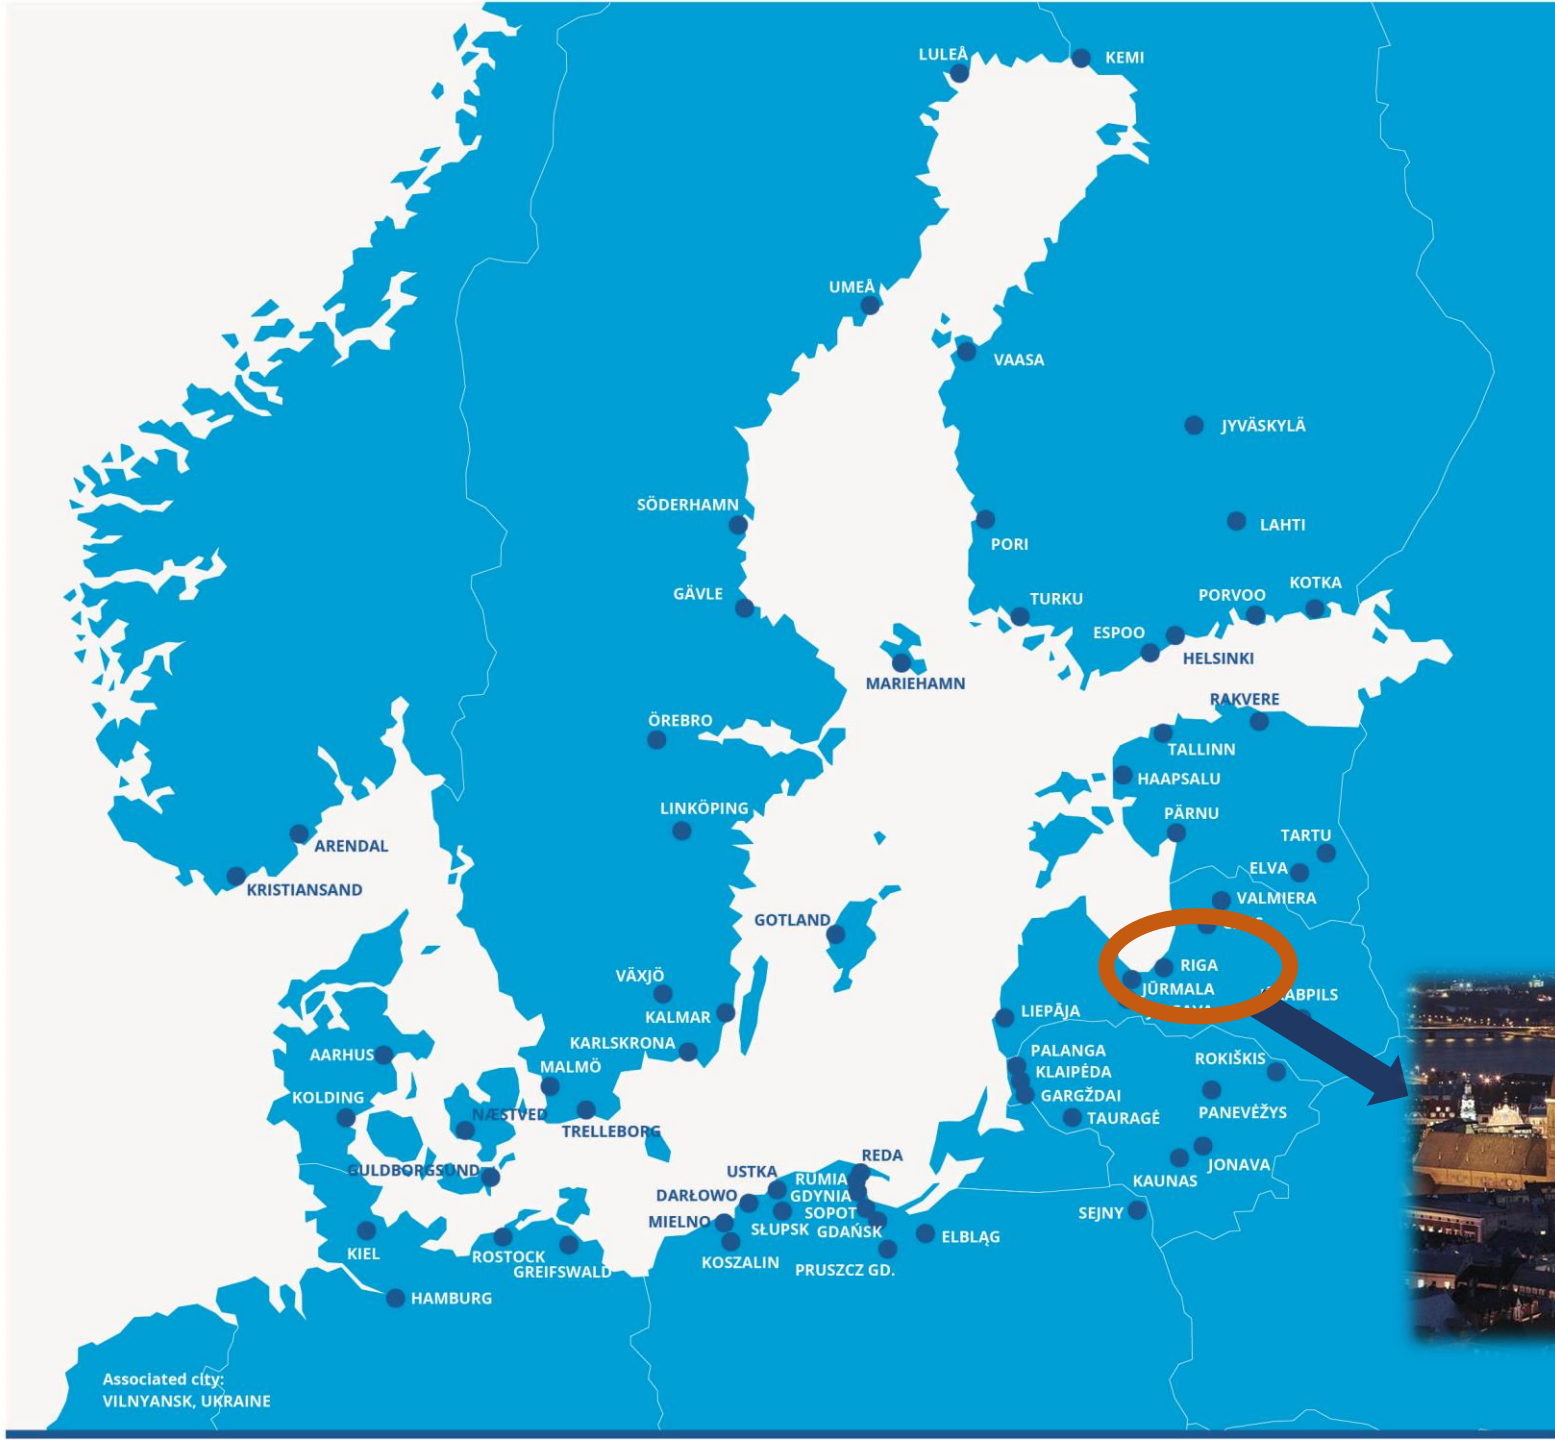 LULEÅ
KEMI
UMEÅ
VAASA
JYVÄSKYLÄ
SÖDERHAMN
LAHTI
PORI
GÄVLE
TURKU
PORVOO
KOTKA
ESPOO
HELSINKI
MARIEHAMN
RAKVERE
ÖREBRO
TALLINN
HAAPSALU
LINKÖPING
PÄRNU
ARENDAL
TARTU
ELVA
KRISTIANSAND
VALMIERA
GOTLAND
RIGA
VÄXJÖ
JŪRMALA
KALMAR
LIEPĀJA
KARLSKRONA
AARHUS
PALANGA
ROKIŠKIS
MALMÖ
KLAIPĖDA
KOLDING
GARGŽDAI
NÆSTVED
TAURAGĖ
PANEVĖŽYS
TRELLEBORG
REDA
GULDBORGSUND
USTKA
RUMIA
JONAVA
KAUNAS
DARŁOWO
GDYNIA
SOPOT
SEJNY
MIELNO
SŁUPSK
GDAŃSK
ELBLĄG
KIEL
ROSTOCK
KOSZALIN
GREIFSWALD
PRUSZCZ GD.
HAMBURG
Associated city:
VILNYANSK, UKRAINE